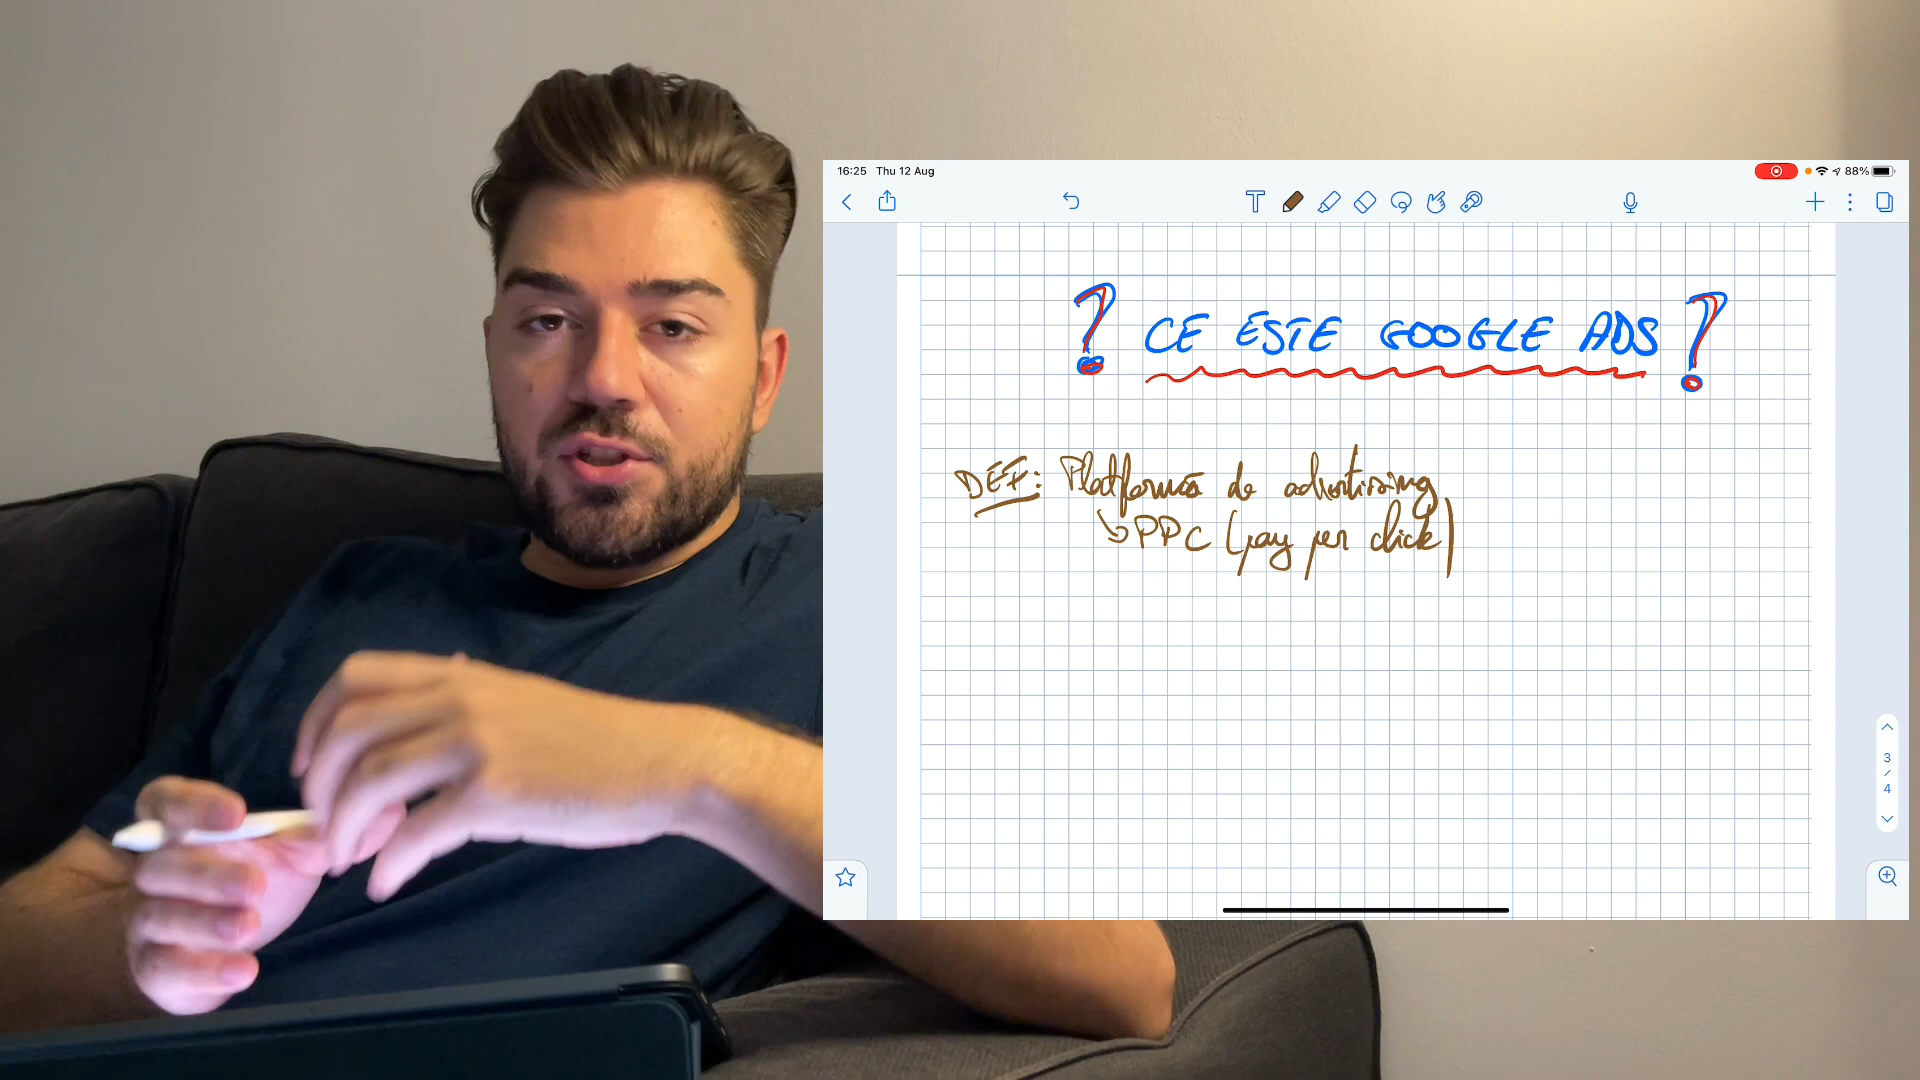 16:25 Thu 12 Aug
88%
? CE ESTE GOOGLE ADS ?
DEF: Platformă de advertising
PPC (pay per click)
3
/
4